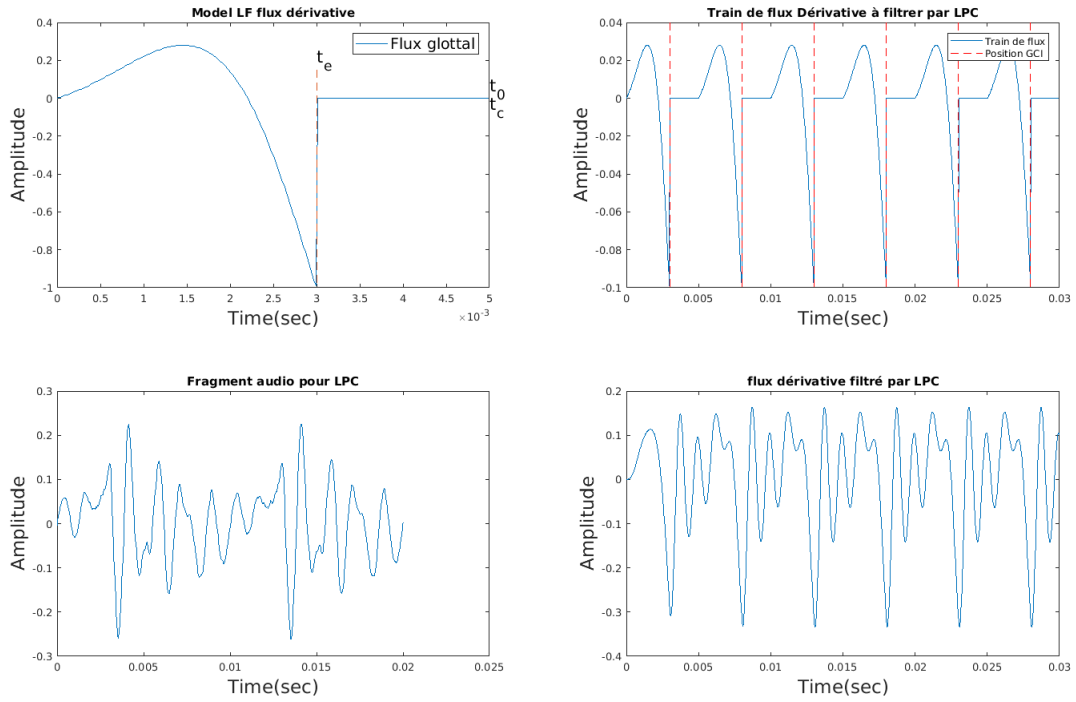 Model LF flux dérivative
0.4
0.2
0
-0.2
-0.4
-0.6
-0.8
-1
Amplitude
Flux glottal
t_e
t_0
t_c
0 0.5 1 1.5 2 2.5 3 3.5 4 4.5 5
×10^-3
Time(sec)
Train de flux Dérivative à filtrer par LPC
0.04
0.02
0
-0.02
-0.04
-0.06
-0.08
-0.1
Amplitude
Train de flux
Position GCI
0 0.005 0.01 0.015 0.02 0.025 0.03
Time(sec)
Fragment audio pour LPC
0.3
0.2
0.1
0
-0.1
-0.2
-0.3
Amplitude
0 0.005 0.01 0.015 0.02 0.025
Time(sec)
flux dérivative filtré par LPC
0.2
0.1
0
-0.1
-0.2
-0.3
-0.4
Amplitude
0 0.005 0.01 0.015 0.02 0.025 0.03
Time(sec)